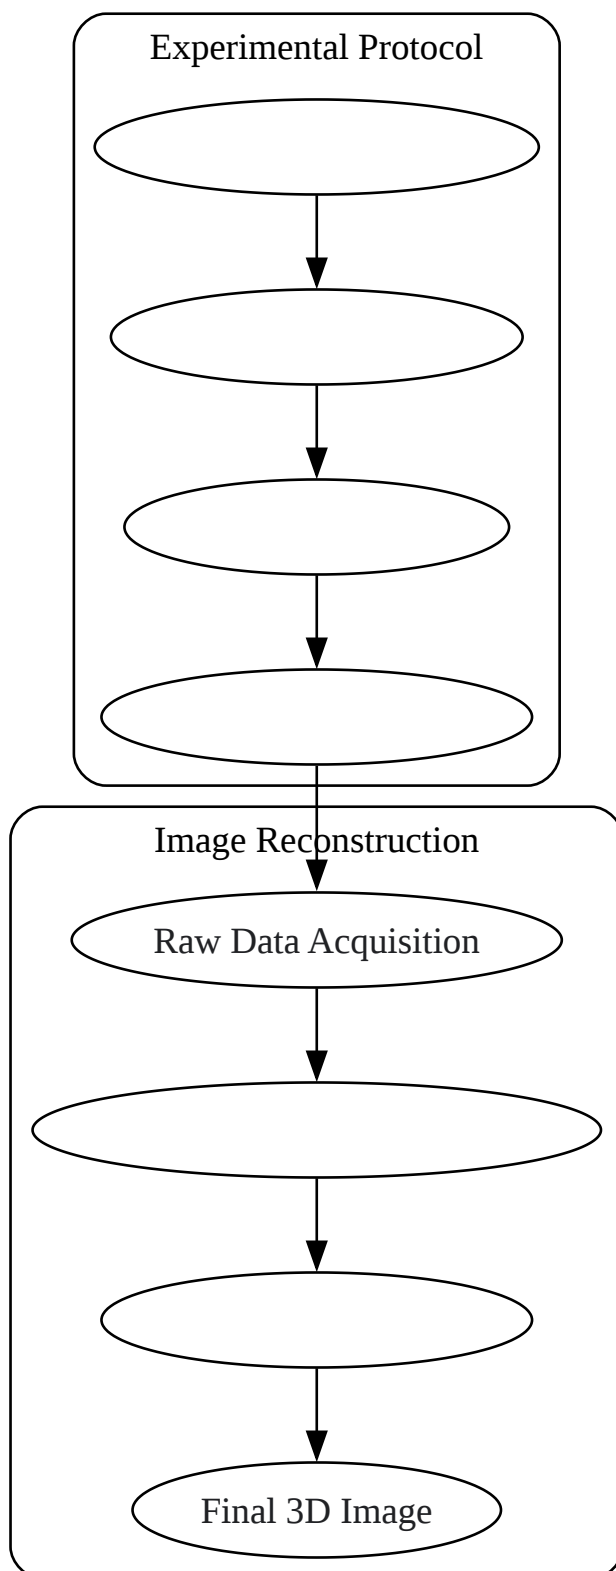 Experimental Protocol
Image Reconstruction
Raw Data Acquisition
Final 3D Image